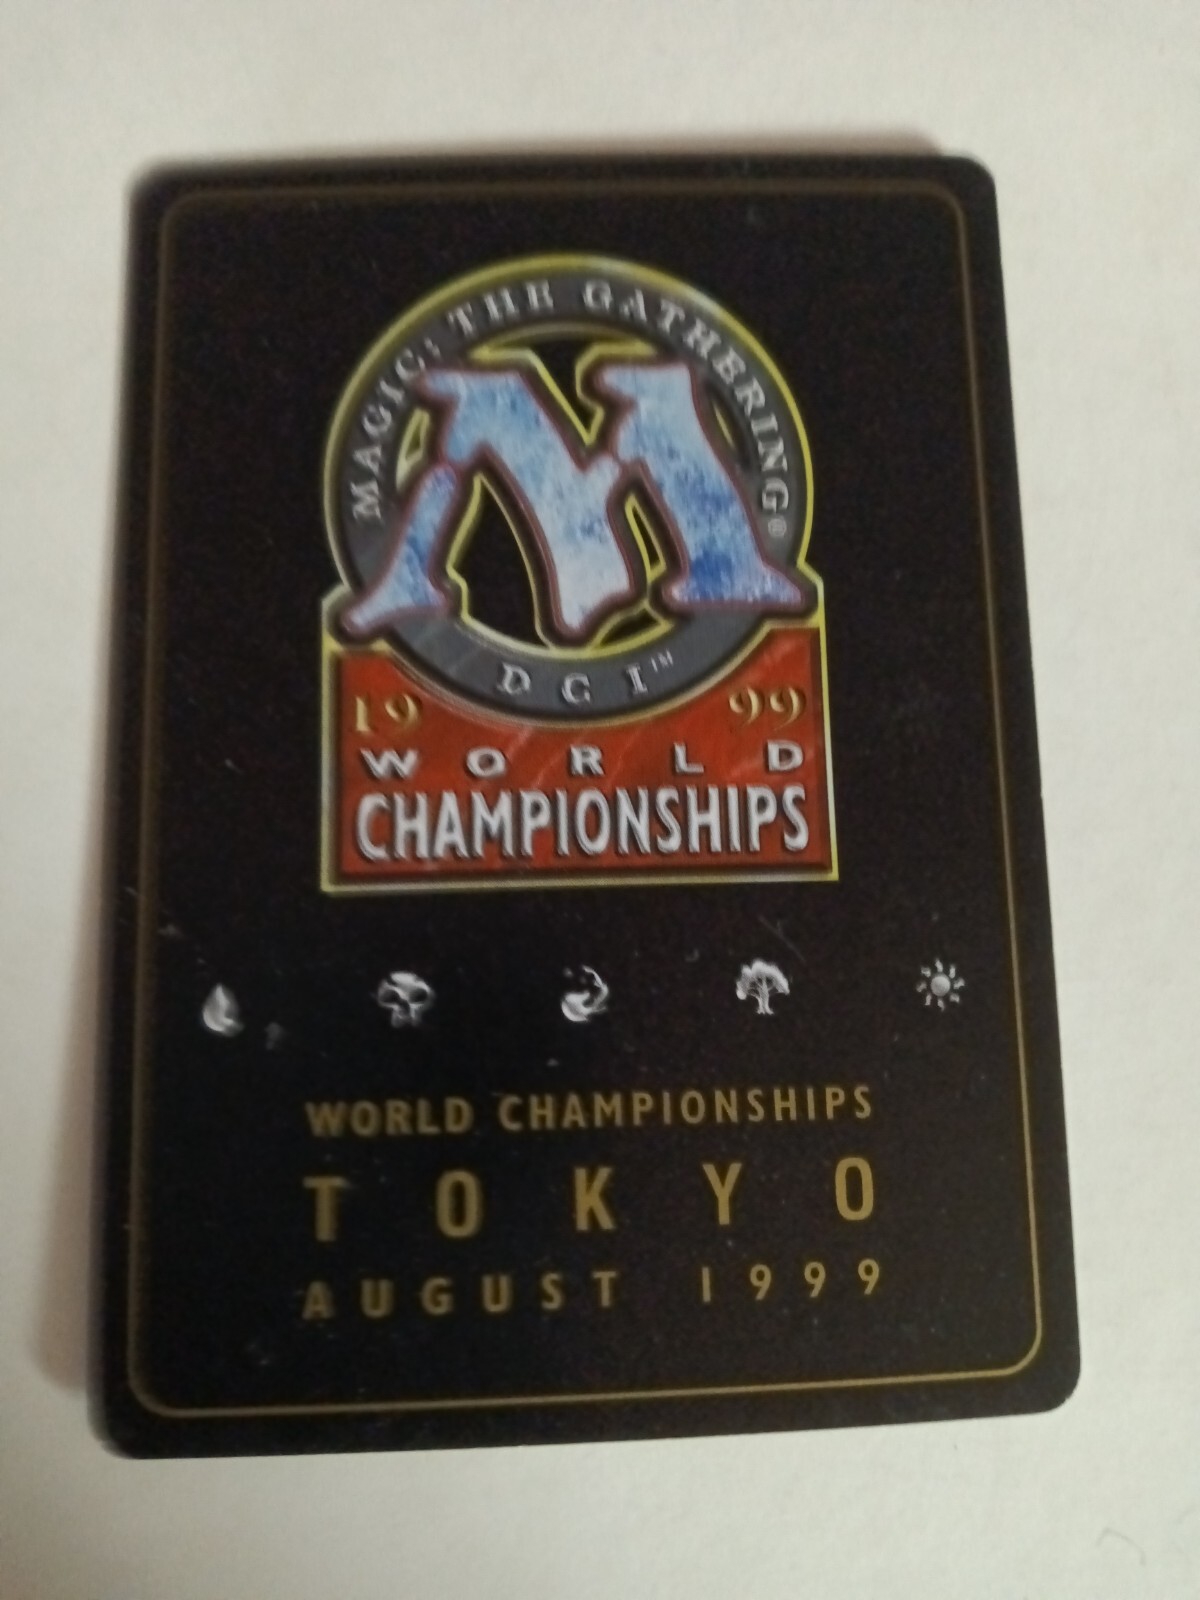 MAGIC: THE GATHERING®
DCI™
1999
WORLD
CHAMPIONSHIPS
WORLD CHAMPIONSHIPS
TOKYO
AUGUST 1999